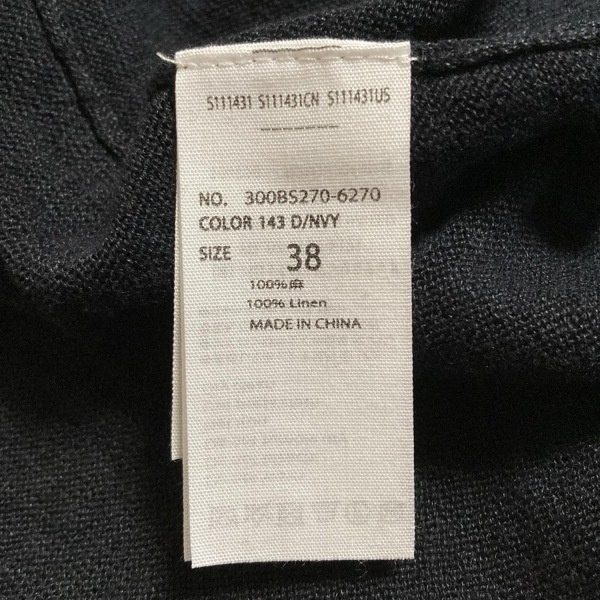 S111431 S111431CN S111431US
-------
NO. 300BS270-6270
COLOR 143 D/NVY
SIZE 38
100%麻
100% Linen
MADE IN CHINA